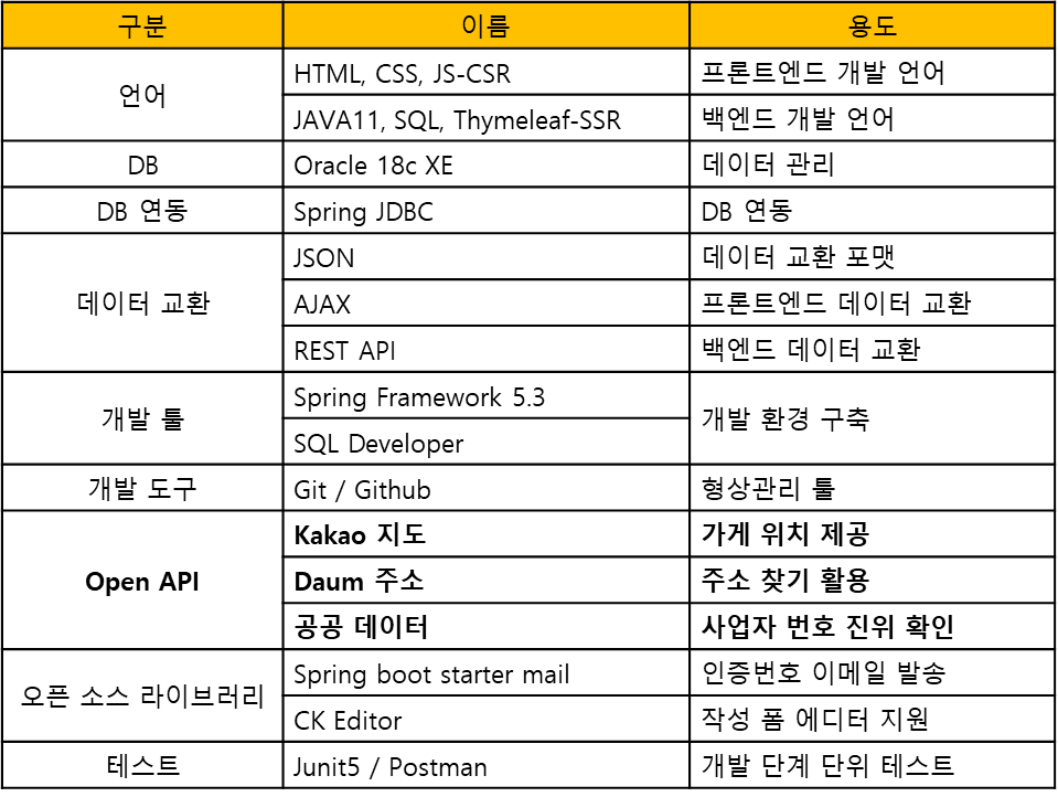 구분 이름 용도
언어 HTML, CSS, JS-CSR 프론트엔드 개발 언어
JAVA11, SQL, Thymeleaf-SSR 백엔드 개발 언어
DB Oracle 18c XE 데이터 관리
DB 연동 Spring JDBC DB 연동
데이터 교환 JSON 데이터 교환 포맷
AJAX 프론트엔드 데이터 교환
REST API 백엔드 데이터 교환
개발 툴 Spring Framework 5.3 개발 환경 구축
SQL Developer
개발 도구 Git / Github 형상관리 툴
Open API Kakao 지도 가게 위치 제공
Daum 주소 주소 찾기 활용
공공 데이터 사업자 번호 진위 확인
오픈 소스 라이브러리 Spring boot starter mail 인증번호 이메일 발송
CK Editor 작성 폼 에디터 지원
테스트 Junit5 / Postman 개발 단계 단위 테스트